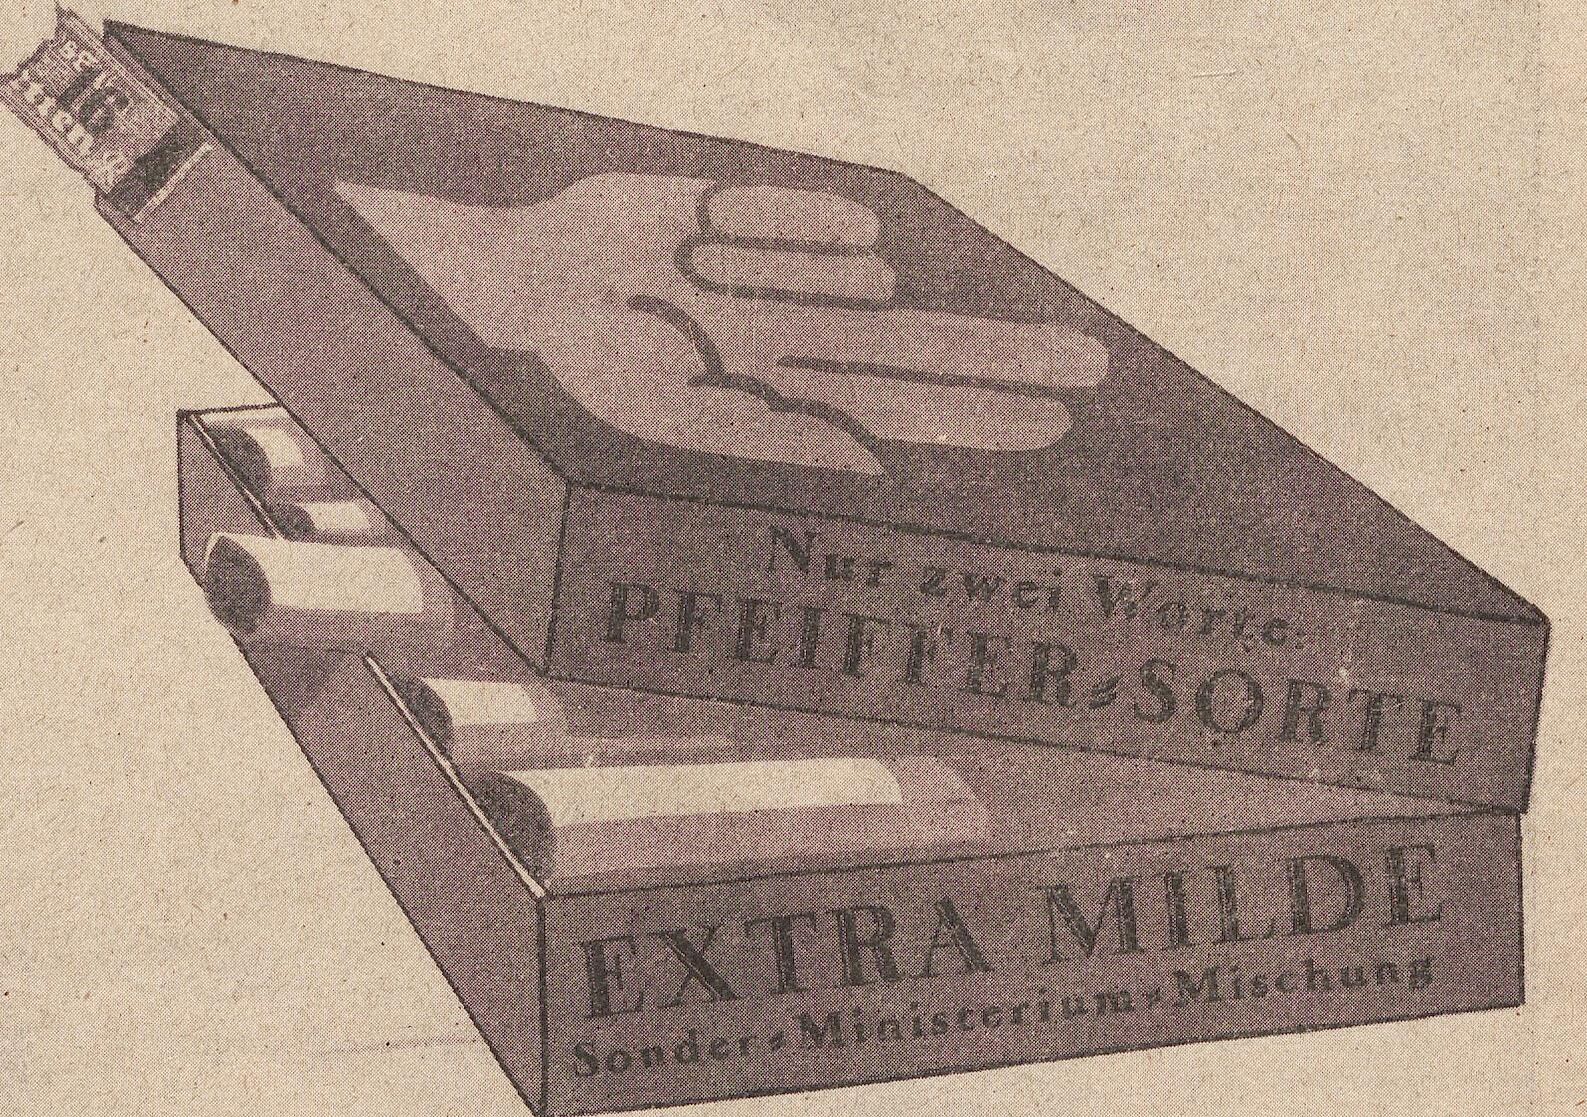 Nur zwei Worte:
PFEIFFER=SORTE
EXTRA MILDE
Sonder=Ministerium=Mischung